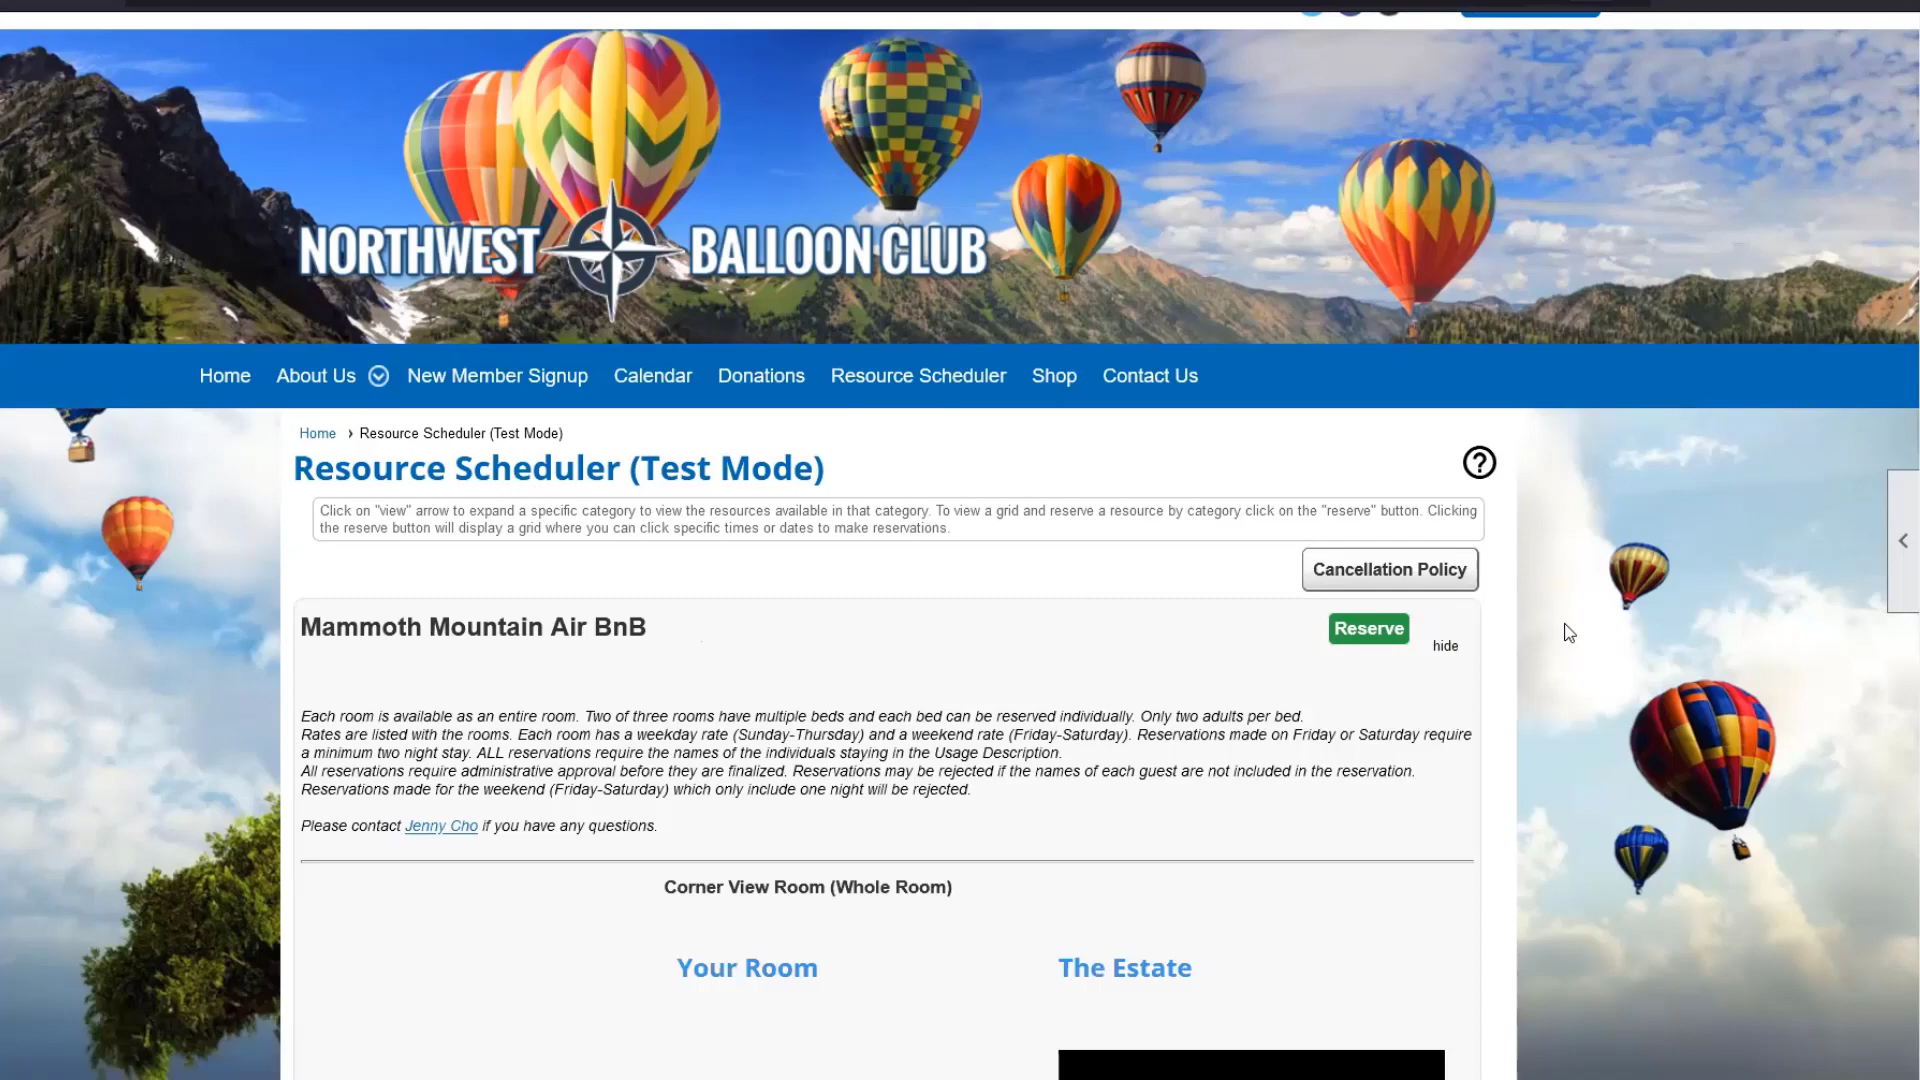 NORTHWEST BALLOON CLUB
Home About Us New Member Signup Calendar Donations Resource Scheduler Shop Contact Us
Home › Resource Scheduler (Test Mode)
Resource Scheduler (Test Mode)
Click on "view" arrow to expand a specific category to view the resources available in that category. To view a grid and reserve a resource by category click on the "reserve" button. Clicking
the reserve button will display a grid where you can click specific times or dates to make reservations.
Cancellation Policy
Mammoth Mountain Air BnB
Reserve
hide
Each room is available as an entire room. Two of three rooms have multiple beds and each bed can be reserved individually. Only two adults per bed.
Rates are listed with the rooms. Each room has a weekday rate (Sunday-Thursday) and a weekend rate (Friday-Saturday). Reservations made on Friday or Saturday require
a minimum two night stay. ALL reservations require the names of the individuals staying in the Usage Description.
All reservations require administrative approval before they are finalized. Reservations may be rejected if the names of each guest are not included in the reservation.
Reservations made for the weekend (Friday-Saturday) which only include one night will be rejected.
Please contact Jenny Cho if you have any questions.
Corner View Room (Whole Room)
Your Room The Estate